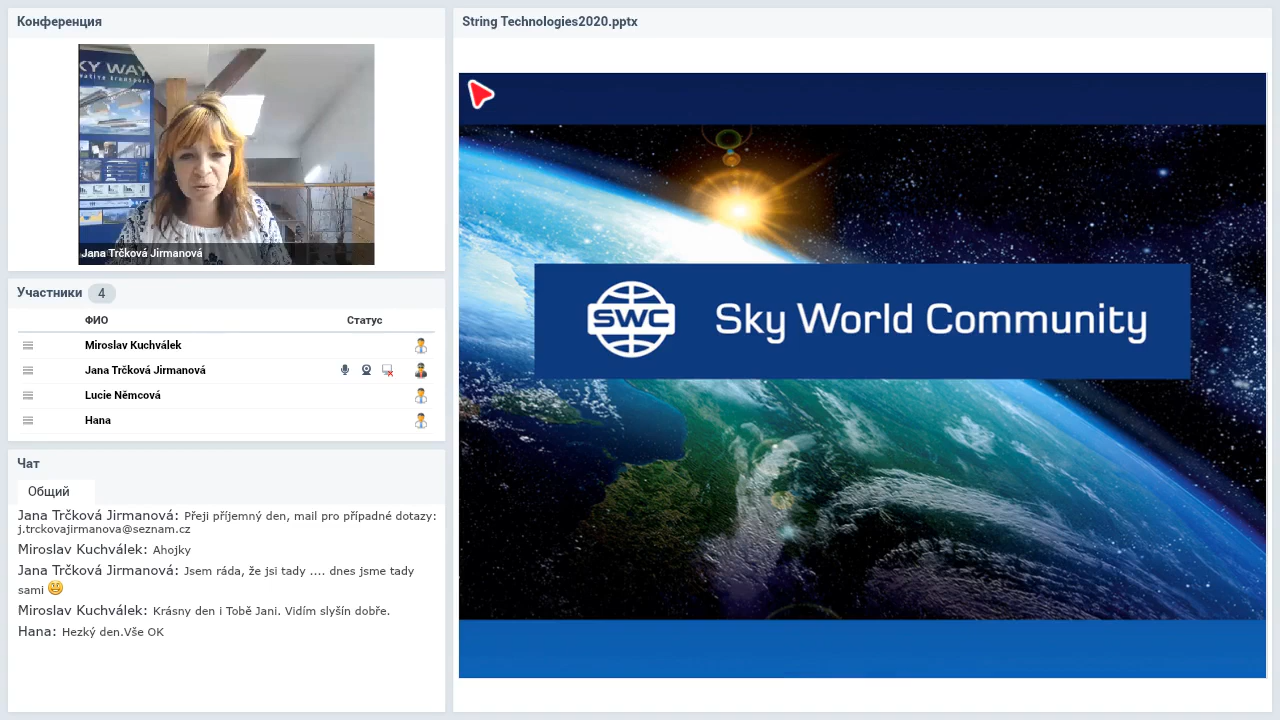 Конференция
KY WAY
Jana Trčková Jirmanová
Участники 4
ФИО Статус
Miroslav Kuchválek
Jana Trčková Jirmanová
Lucie Němcová
Hana
Чат
Общий
Jana Trčková Jirmanová: Přeji příjemný den, mail pro případné dotazy:
j.trckovajirmanova@seznam.cz
Miroslav Kuchválek: Ahojky
Jana Trčková Jirmanová: Jsem ráda, že jsi tady .... dnes jsme tady
sami
Miroslav Kuchválek: Krásny den i Tobě Jani. Vidím slyšín dobře.
Hana: Hezký den.Vše OK
String Technologies2020.pptx
SWC Sky World Community